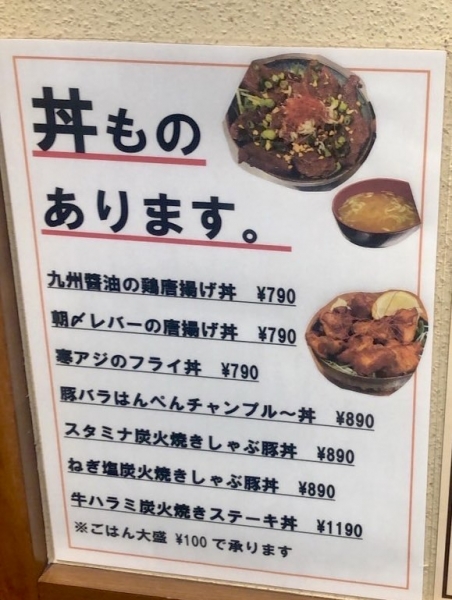 丼もの
あります。
九州醤油の鶏唐揚げ丼 ¥790
朝〆レバーの唐揚げ丼 ¥790
寒アジのフライ丼 ¥790
豚バラはんぺんチャンプル～丼 ¥890
スタミナ炭火焼きしゃぶ豚丼 ¥890
ねぎ塩炭火焼きしゃぶ豚丼 ¥890
牛ハラミ炭火焼きステーキ丼 ¥1190
※ごはん大盛 ¥100で承ります